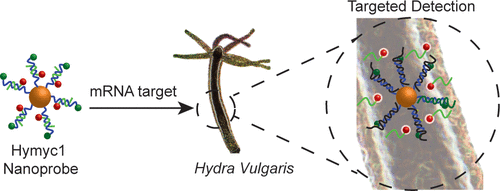 Targeted Detection
mRNA target
Hymyc1
Nanoprobe
Hydra Vulgaris